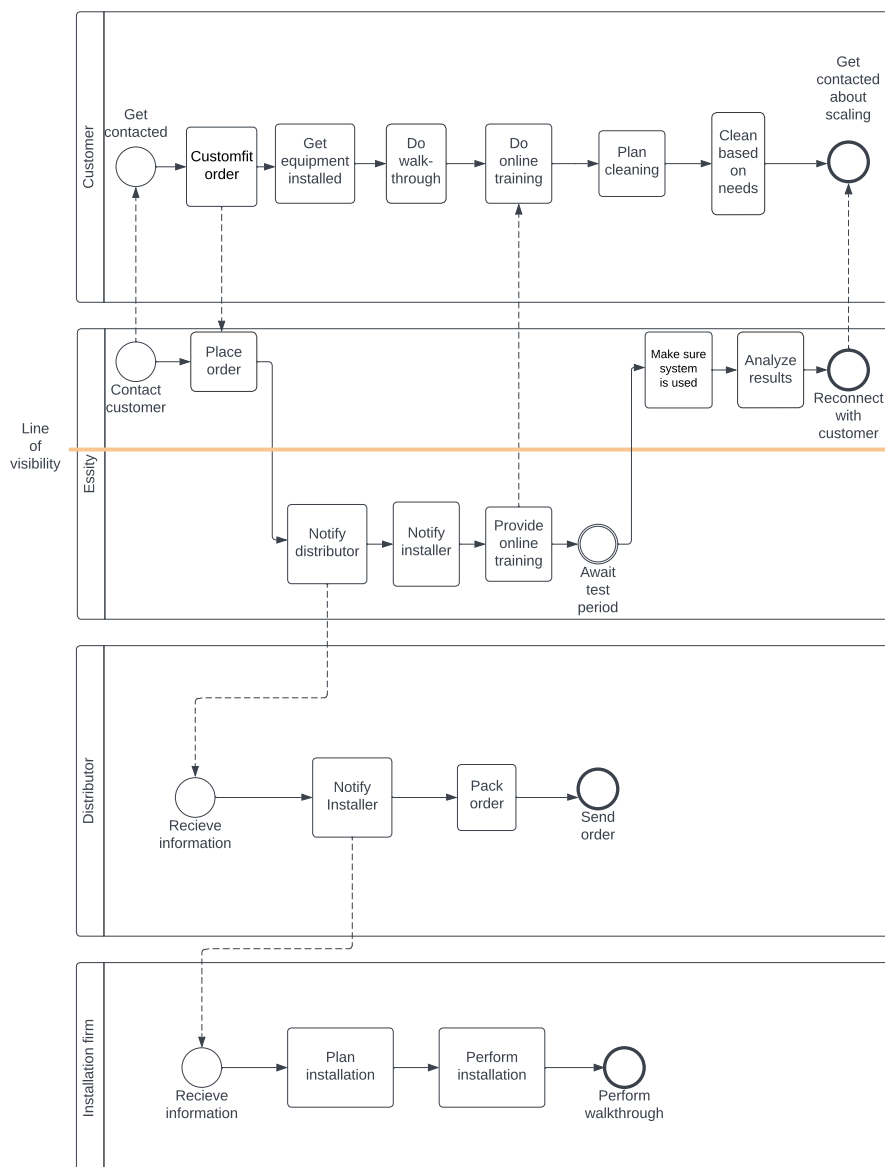 Customer
Get
contacted
Customfit
order
Get
equipment
installed
Do
walk-
through
Do
online
training
Plan
cleaning
Clean
based
on
needs
Get
contacted
about
scaling
Line
of
visibility
Essity
Contact
customer
Place
order
Notify
distributor
Notify
installer
Provide
online
training
Await
test
period
Make sure
system
is used
Analyze
results
Reconnect
with
customer
Distributor
Recieve
information
Notify
Installer
Pack
order
Send
order
Installation firm
Recieve
information
Plan
installation
Perform
installation
Perform
walkthrough